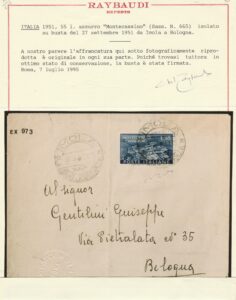 RAYBAUDI
EXPERTS
ITALIA 1951, 55 l. azzurro "Montecassino" (Sass. N. 665) isolato
su busta del 27 settembre 1951 da Imola a Bologna.
A nostro parere l'affrancatura qui sotto fotograficamente ripro-
dotta è originale in ogni sua parte. Poiché trovasi tuttora in
ottimo stato di conservazione, la busta è stata firmata.
Roma, 7 luglio 1995
EX 973
Al Signor
Gentilini Giuseppe
Via Pietralata N° 35
Bologna